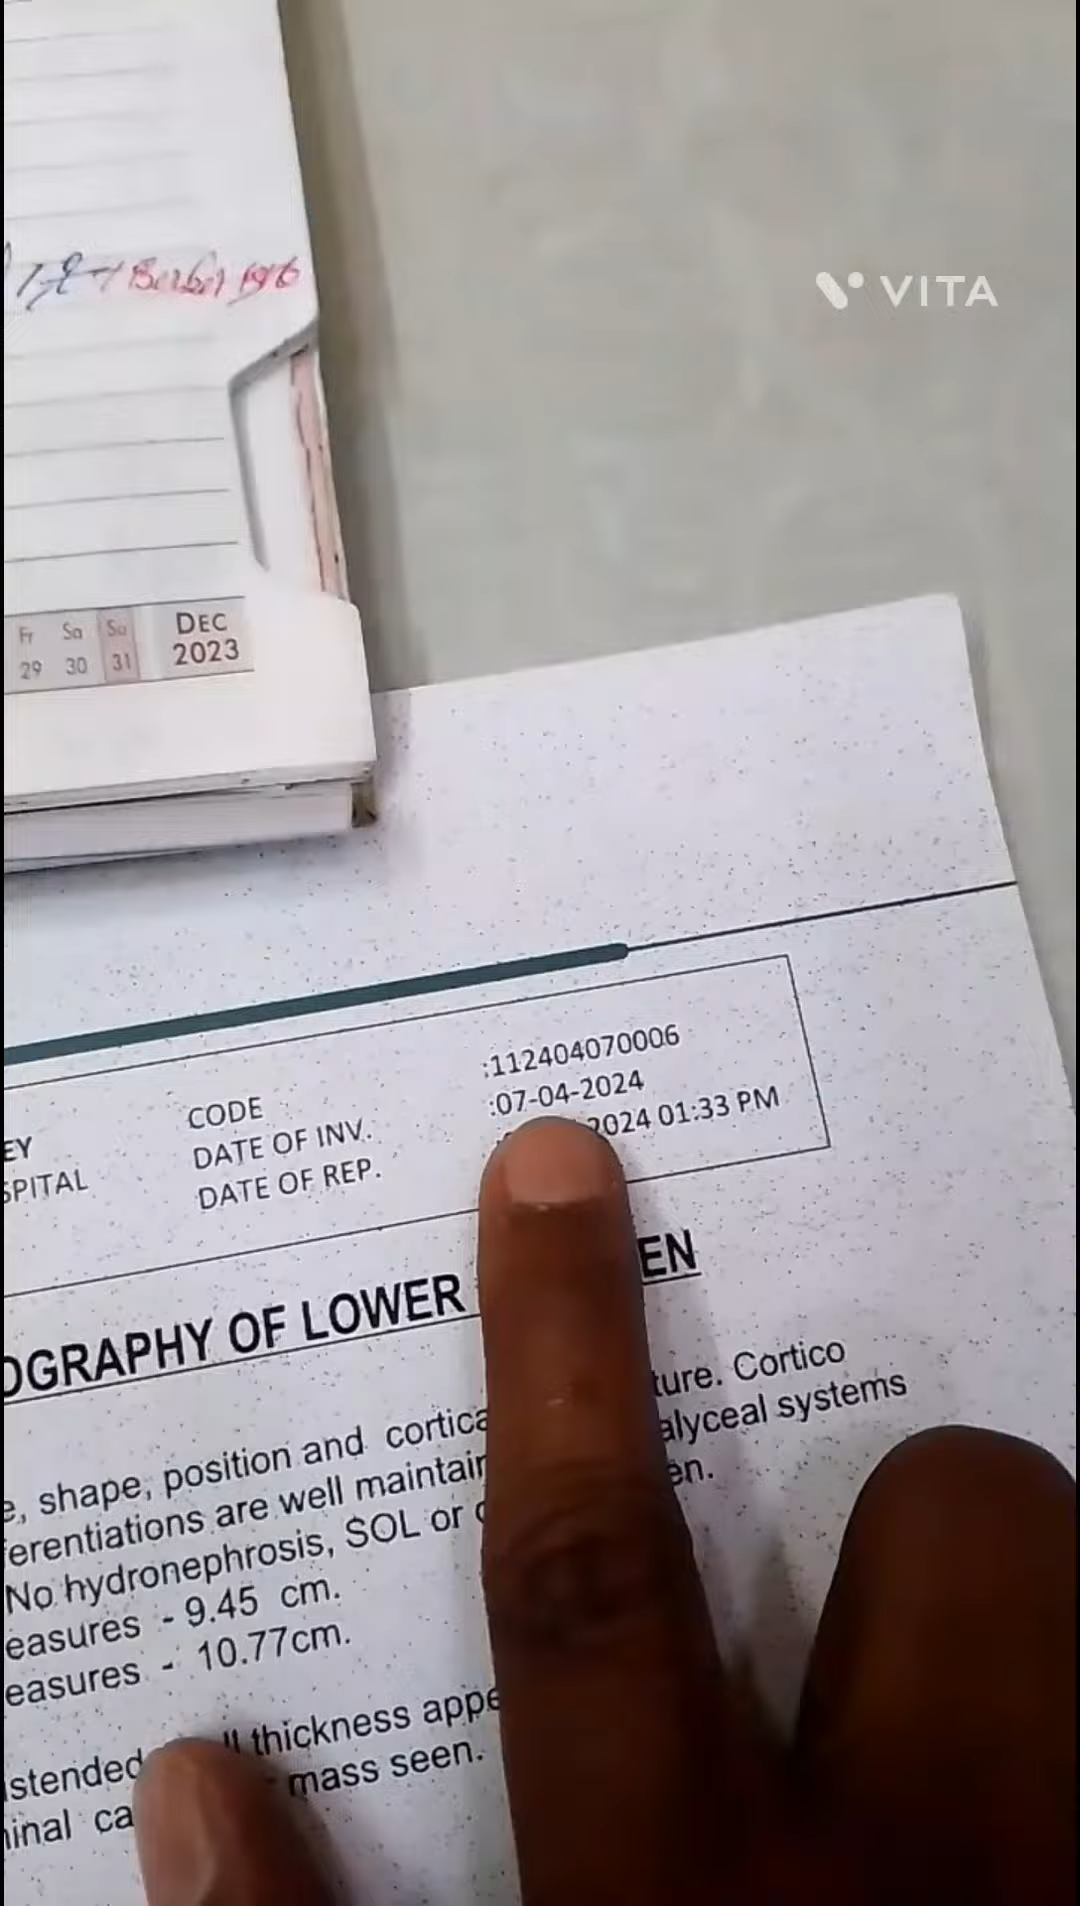 VITA
Fr Sa Su DEC
29 30 31 2023
CODE :112404070006
EY DATE OF INV. :07-04-2024
SPITAL DATE OF REP. 2024 01:33 PM
OGRAPHY OF LOWER EN
e, shape, position and cortica ture. Cortico
erentiations are well maintain alyceal systems
No hydronephrosis, SOL or en.
easures - 9.45 cm.
easures - 10.77cm.
stended ll thickness appe
inal ca mass seen.